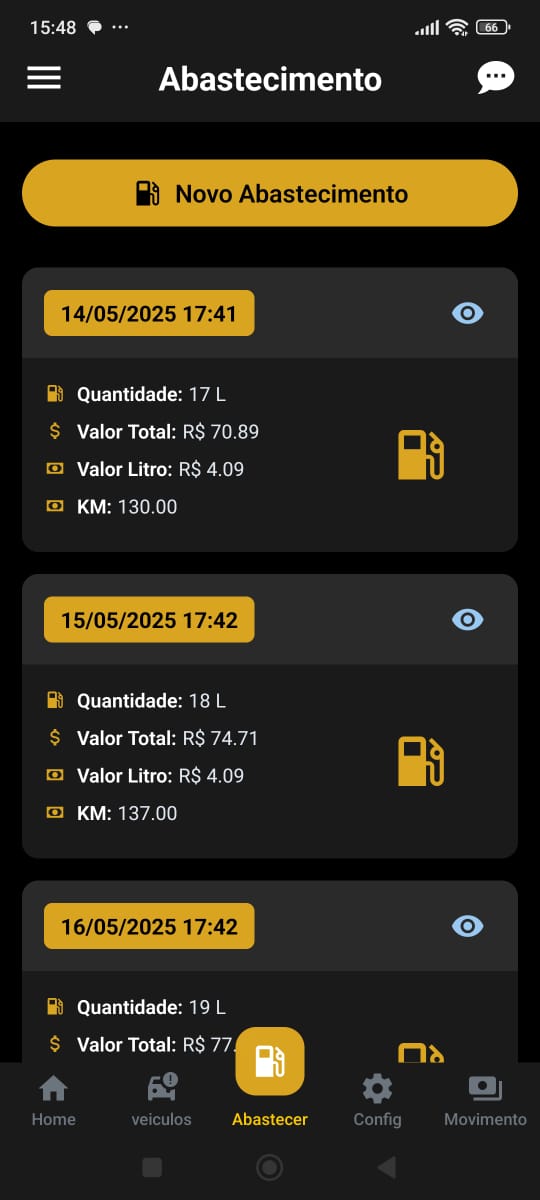 15:48
66
Abastecimento
Novo Abastecimento
14/05/2025 17:41
Quantidade: 17 L
Valor Total: R$ 70.89
Valor Litro: R$ 4.09
KM: 130.00
15/05/2025 17:42
Quantidade: 18 L
Valor Total: R$ 74.71
Valor Litro: R$ 4.09
KM: 137.00
16/05/2025 17:42
Quantidade: 19 L
Valor Total: R$ 77.
Home
veiculos
Abastecer
Config
Movimento